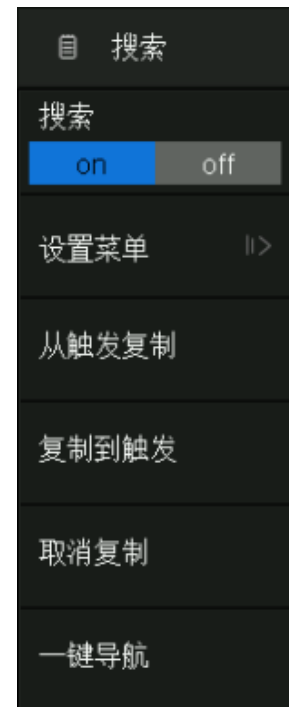 搜索
搜索
on off
设置菜单
从触发复制
复制到触发
取消复制
一键导航